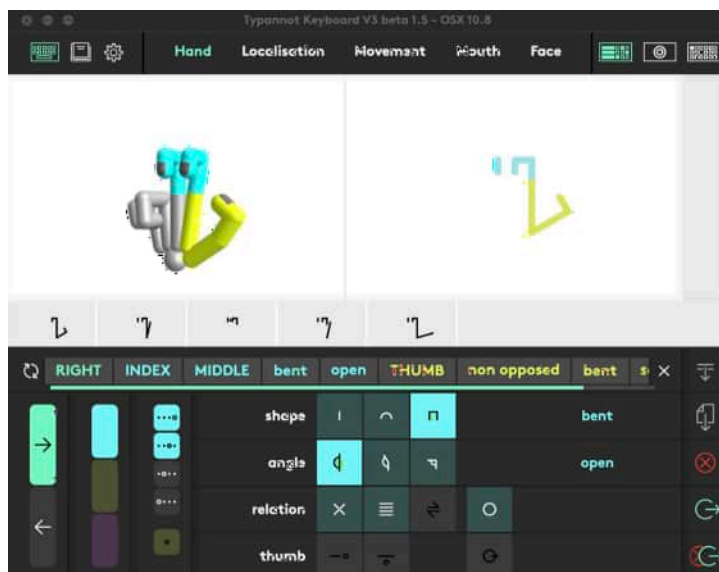 Typannot Keyboard V3 beta 1.5 - OSX 10.8
Hand Localisation Movement Mouth Face
RIGHT INDEX MIDDLE bent open THUMB non opposed bent
shape bent
angle open
relation
thumb